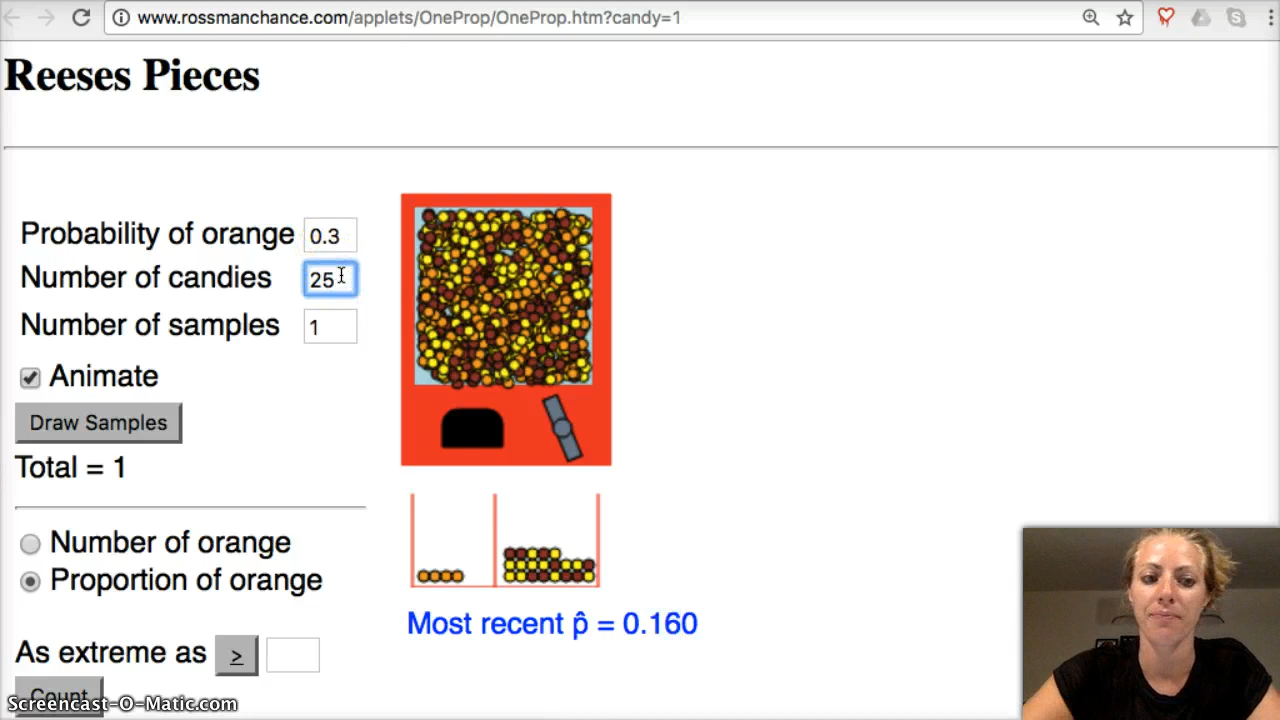 www.rossmanchance.com/applets/OneProp/OneProp.htm?candy=1
Reeses Pieces
Probability of orange 0.3
Number of candies 25
Number of samples 1
Animate
Draw Samples
Total = 1
Number of orange
Proportion of orange
Most recent p̂ = 0.160
As extreme as ≥
Count
Screencast-O-Matic.com